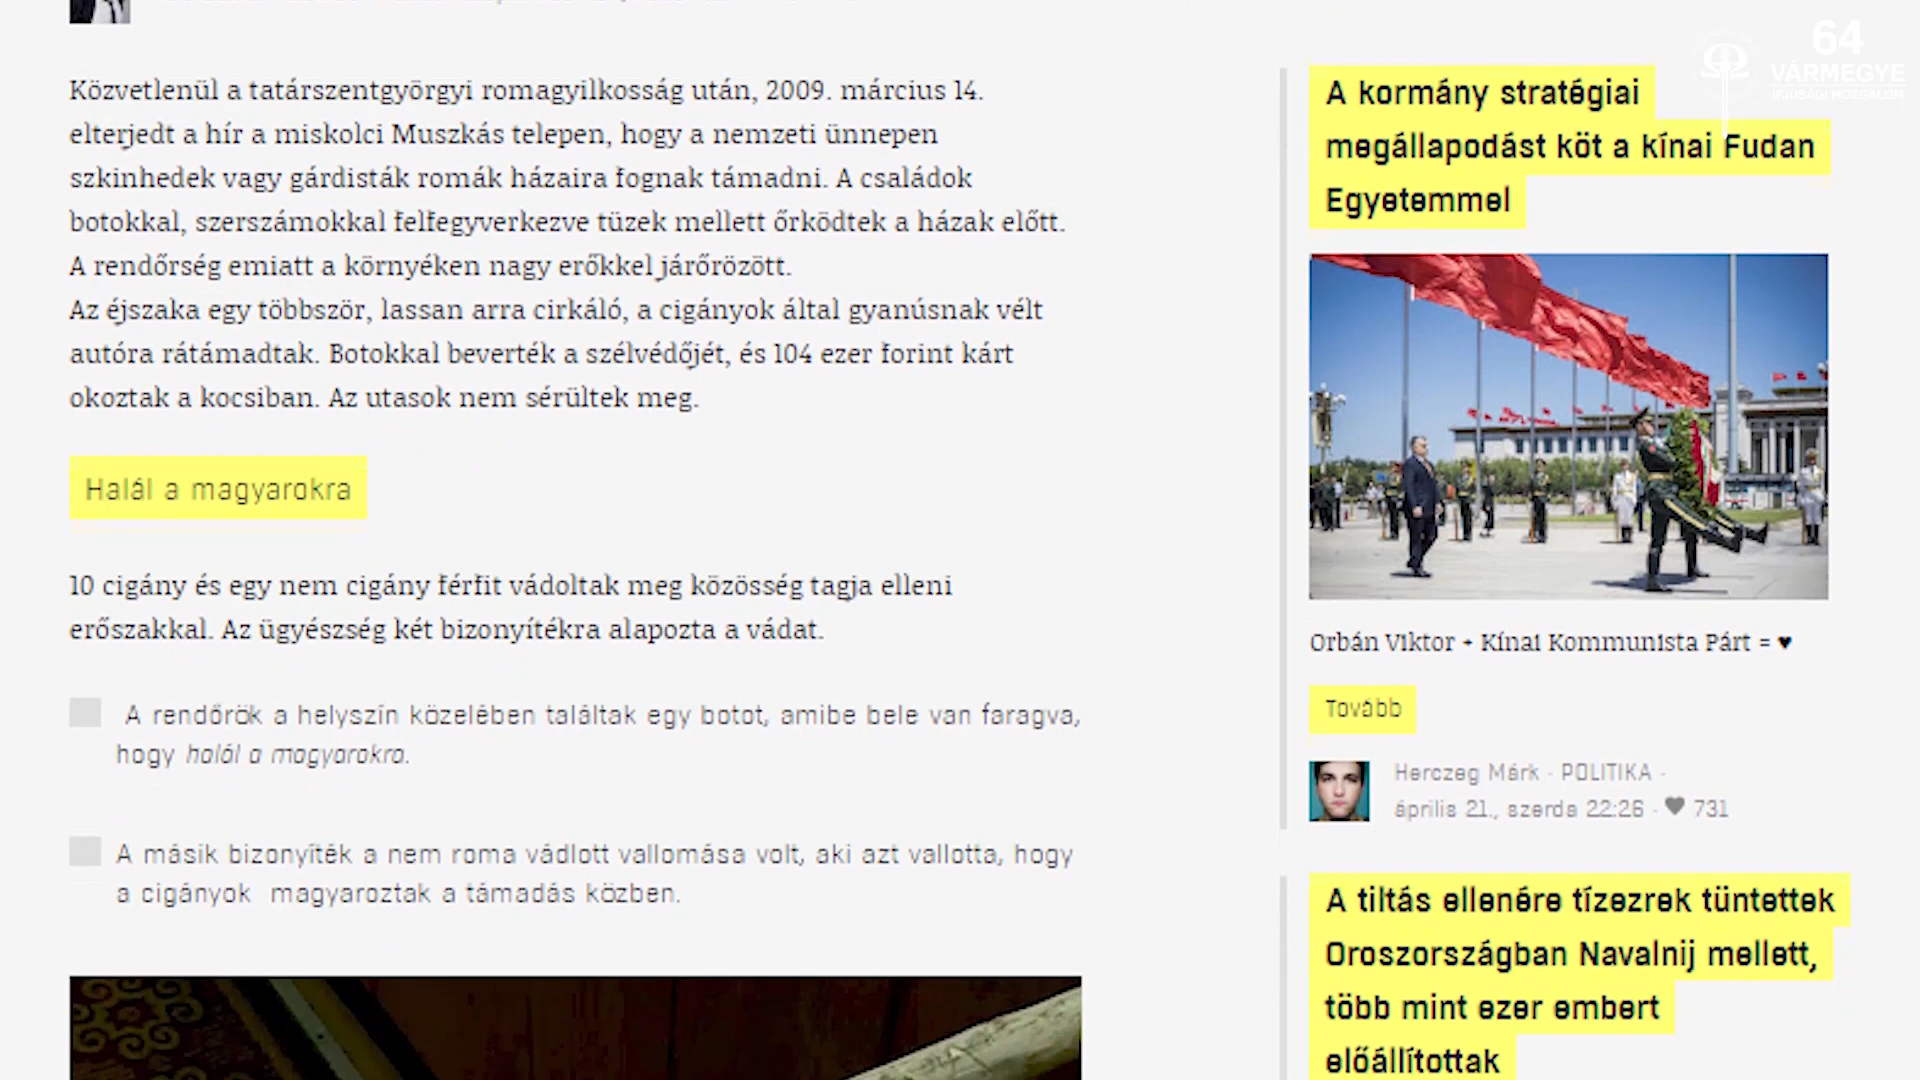 64
VÁRMEGYE
IFJÚSÁGI MOZGALOM
Közvetlenül a tatárszentgyörgyi romagyilkosság után, 2009. március 14.
elterjedt a hír a miskolci Muszkás telepen, hogy a nemzeti ünnepen
szkinhedek vagy gárdisták romák házaira fognak támadni. A családok
botokkal, szerszámokkal felfegyverkezve tüzek mellett őrködtek a házak előtt.
A rendőrség emiatt a környéken nagy erőkkel járőrözött.
Az éjszaka egy többször, lassan arra cirkáló, a cigányok által gyanúsnak vélt
autóra rátámadtak. Botokkal beverték a szélvédőjét, és 104 ezer forint kárt
okoztak a kocsiban. Az utasok nem sérültek meg.
Halál a magyarokra
10 cigány és egy nem cigány férfit vádoltak meg közösség tagja elleni
erőszakkal. Az ügyészség két bizonyítékra alapozta a vádat.
A rendőrök a helyszín közelében találtak egy botot, amibe bele van faragva,
hogy halál a magyarokra.
A másik bizonyíték a nem roma vádlott vallomása volt, aki azt vallotta, hogy
a cigányok magyaroztak a támadás közben.
A kormány stratégiai
megállapodást köt a kínai Fudan
Egyetemmel
Orbán Viktor + Kínai Kommunista Párt = ♥
Tovább
Herczeg Márk · POLITIKA ·
április 21., szerda 22:26 · ♥ 731
A tiltás ellenére tízezrek tüntettek
Oroszországban Navalnij mellett,
több mint ezer embert
előállítottak